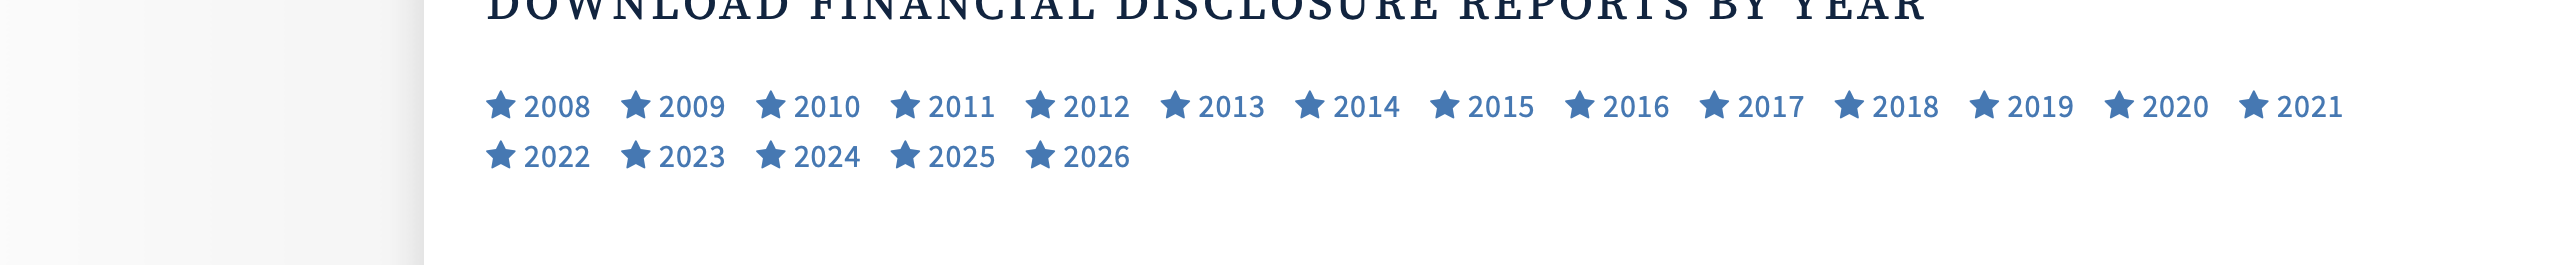 DOWNLOAD FINANCIAL DISCLOSURE REPORTS BY YEAR
2008 2009 2010 2011 2012 2013 2014 2015 2016 2017 2018 2019 2020 2021
2022 2023 2024 2025 2026